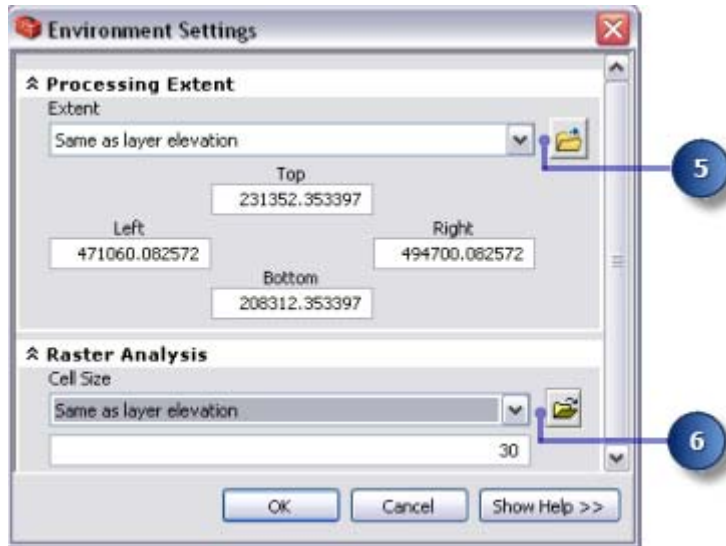 Environment Settings
Processing Extent
Extent
Same as layer elevation
5
Top
231352.353397
Left
Right
471060.082572
494700.082572
Bottom
208312.353397
Raster Analysis
Cell Size
Same as layer elevation
6
30
OK
Cancel
Show Help >>